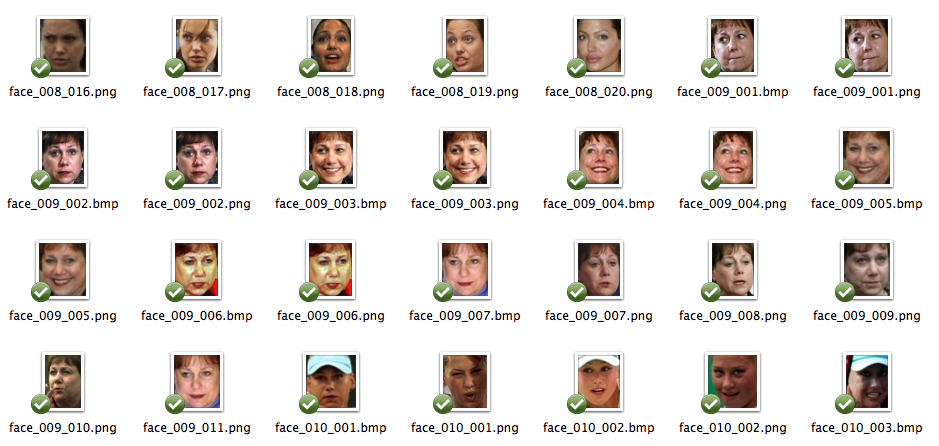 face_008_016.png face_008_017.png face_008_018.png face_008_019.png face_008_020.png face_009_001.bmp face_009_001.png
face_009_002.bmp face_009_002.png face_009_003.bmp face_009_003.png face_009_004.bmp face_009_004.png face_009_005.bmp
face_009_005.png face_009_006.bmp face_009_006.png face_009_007.bmp face_009_007.png face_009_008.png face_009_009.png
face_009_010.png face_009_011.png face_010_001.bmp face_010_001.png face_010_002.bmp face_010_002.png face_010_003.bmp